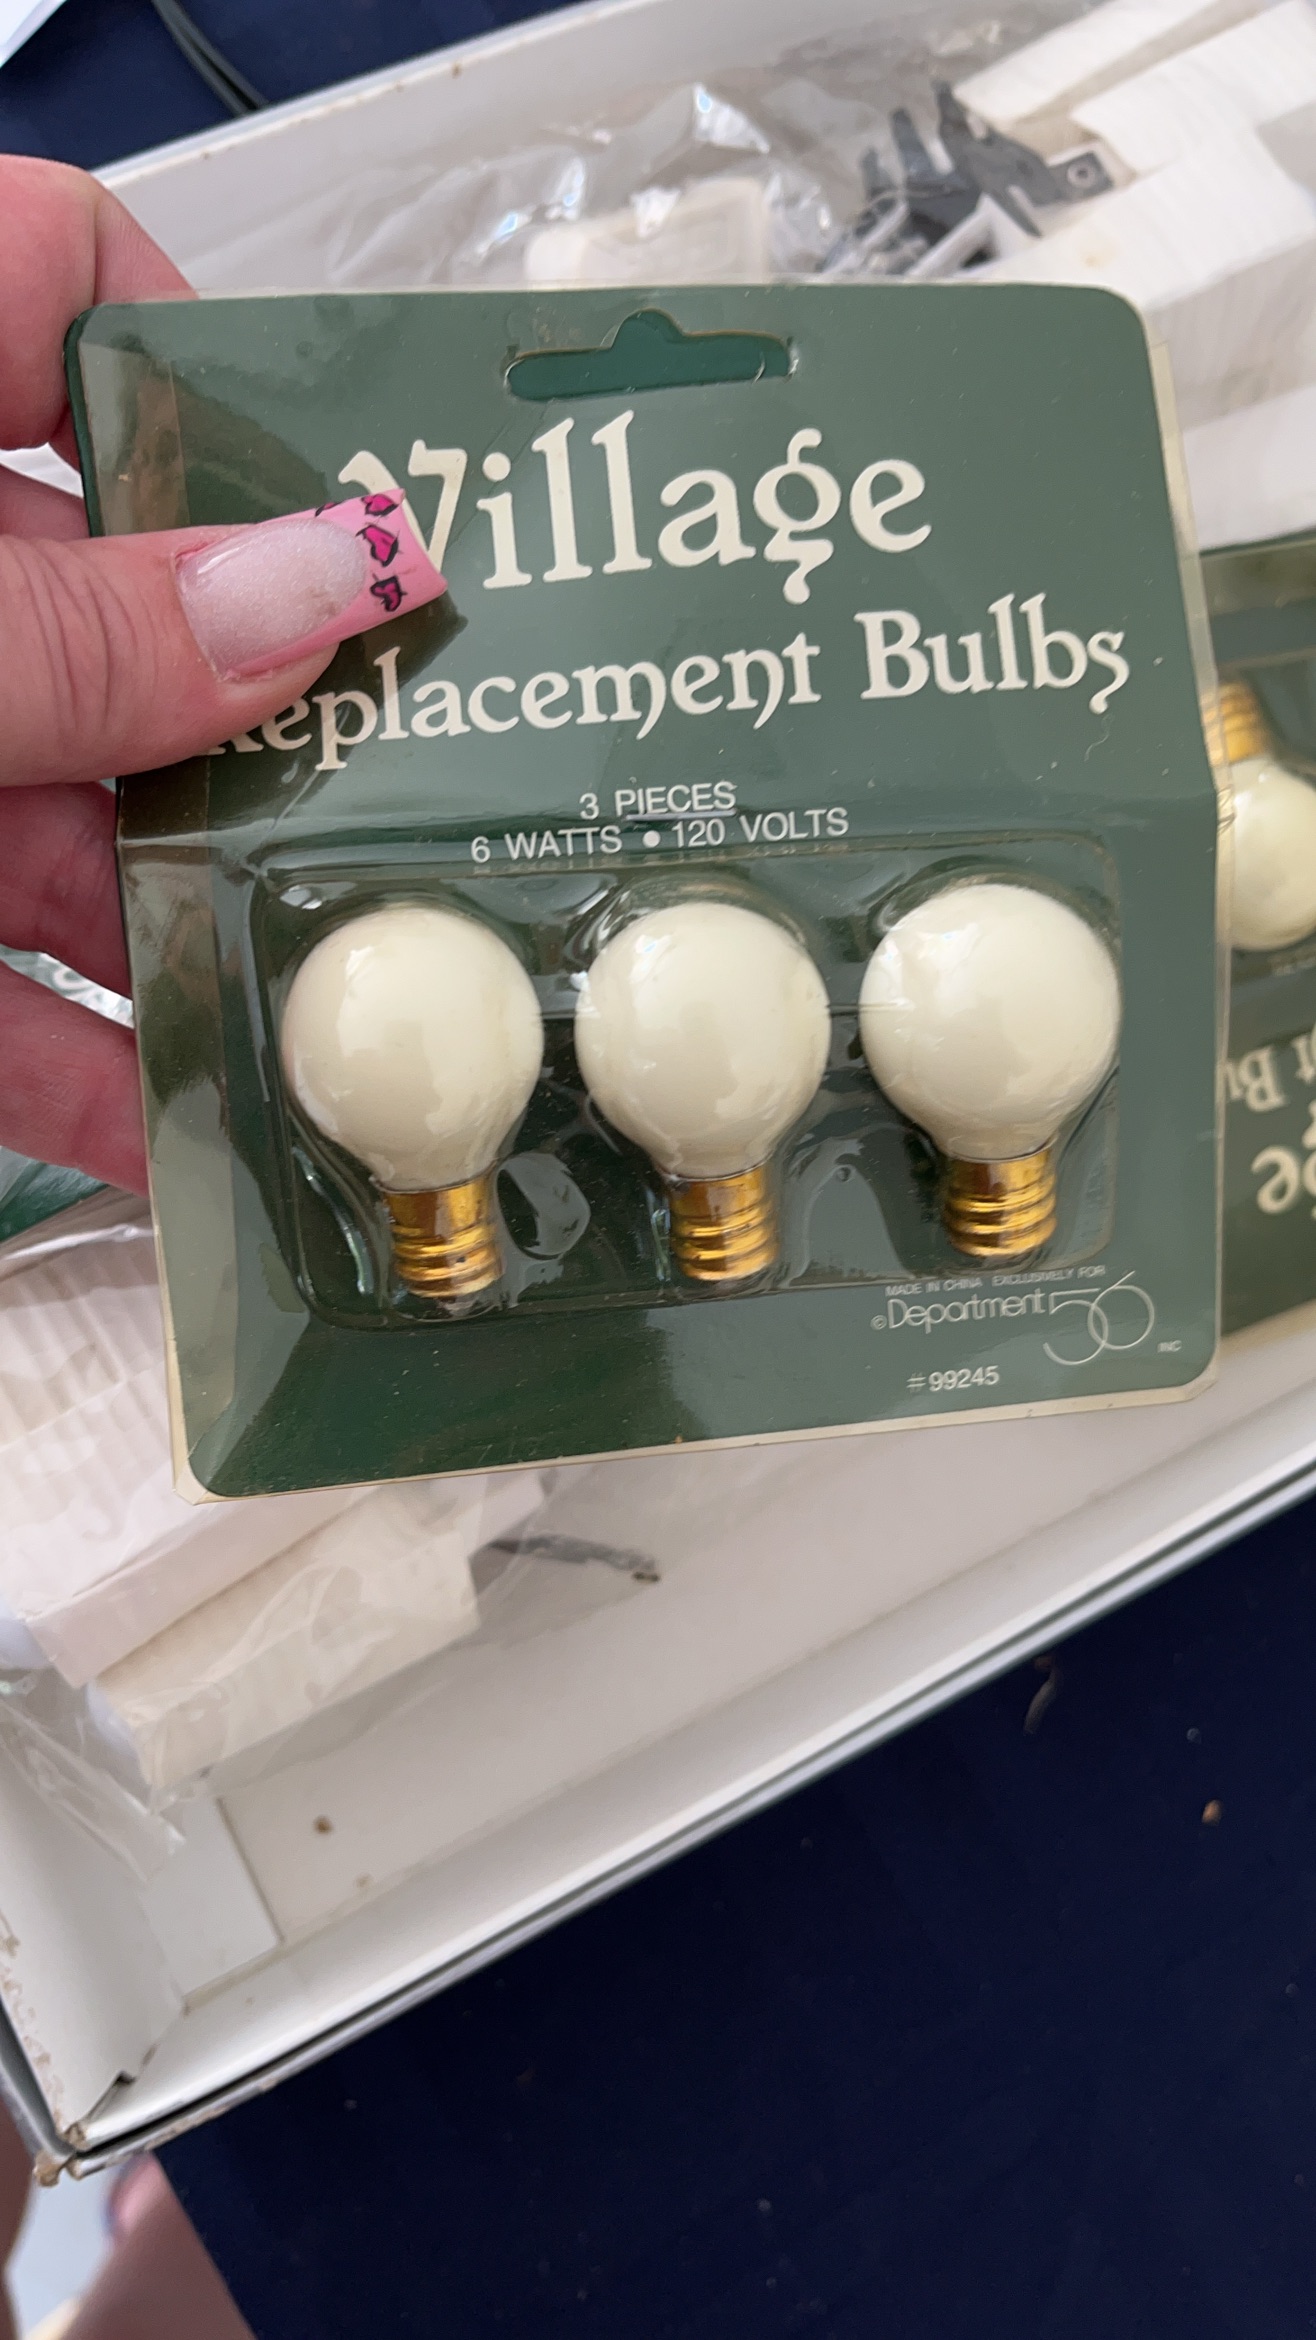 Village
Replacement Bulbs
3 PIECES
6 WATTS • 120 VOLTS
MADE IN CHINA EXCLUSIVELY FOR
© Department 56 INC
#99245